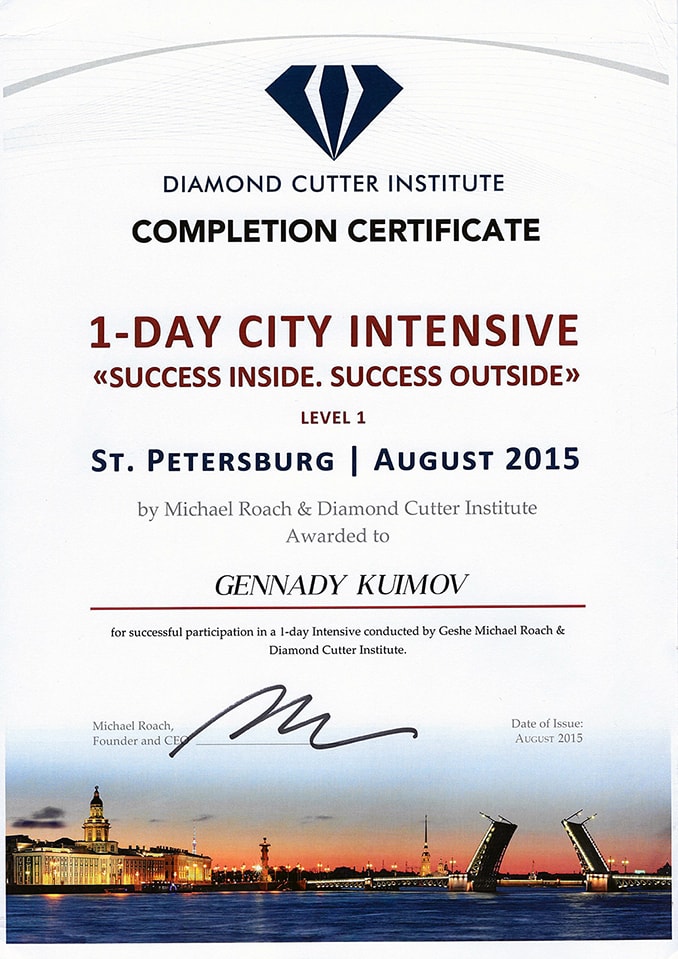 DIAMOND CUTTER INSTITUTE
COMPLETION CERTIFICATE
1-DAY CITY INTENSIVE
«SUCCESS INSIDE. SUCCESS OUTSIDE»
LEVEL 1
ST. PETERSBURG | AUGUST 2015
by Michael Roach & Diamond Cutter Institute
Awarded to
GENNADY KUIMOV
for successful participation in a 1-day Intensive conducted by Geshe Michael Roach &
Diamond Cutter Institute.
Michael Roach,
Founder and CEO
Date of Issue:
AUGUST 2015